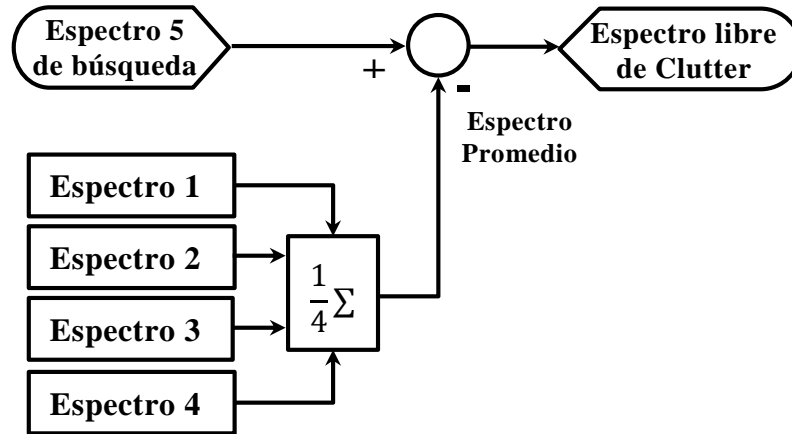 Espectro 5
de búsqueda
+
-
Espectro libre
de Clutter
Espectro
Promedio
Espectro 1
Espectro 2
Espectro 3
Espectro 4
1/4 Σ